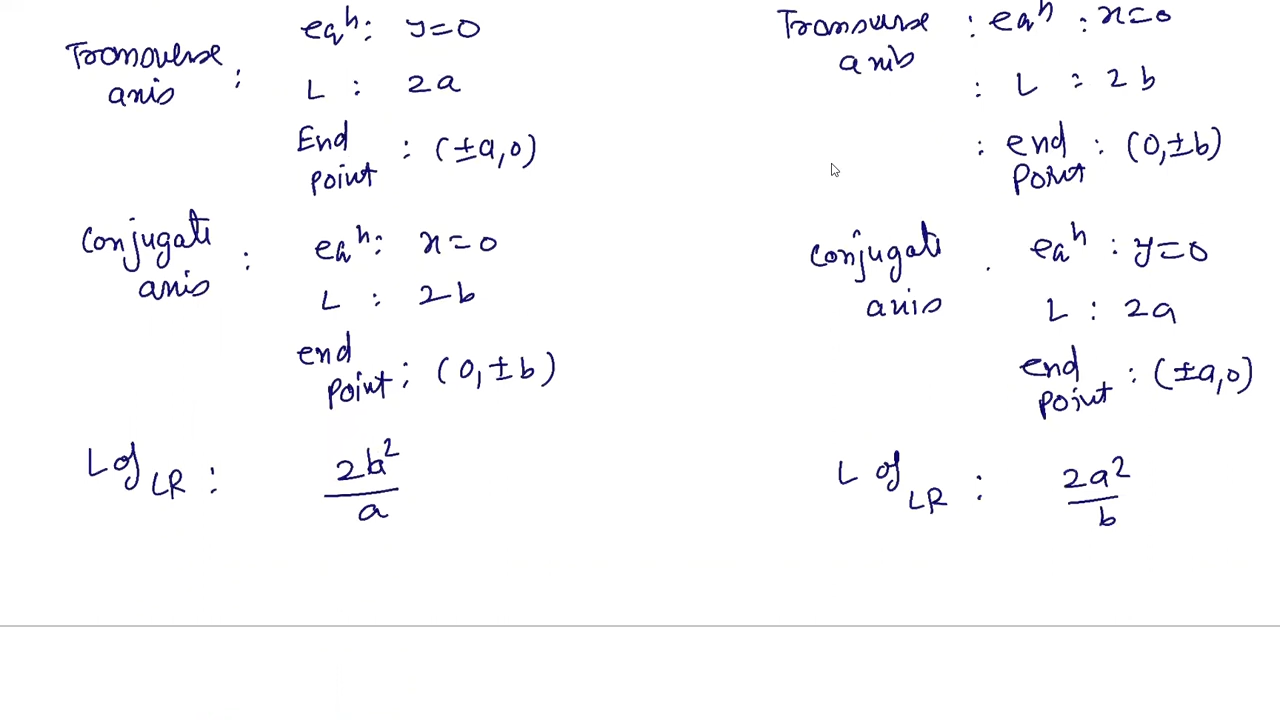 Transverse axis : eqn: y=0
L : 2a
End point : (±a,0)
Conjugate axis : eqn: x=0
L : 2b
end point : (0,±b)
L of LR : 2b²/a
Transverse axis : eqn : x=0
: L : 2b
: end point : (0,±b)
Conjugate axis . eqn : y=0
L : 2a
end point : (±a,0)
L of LR : 2a²/b